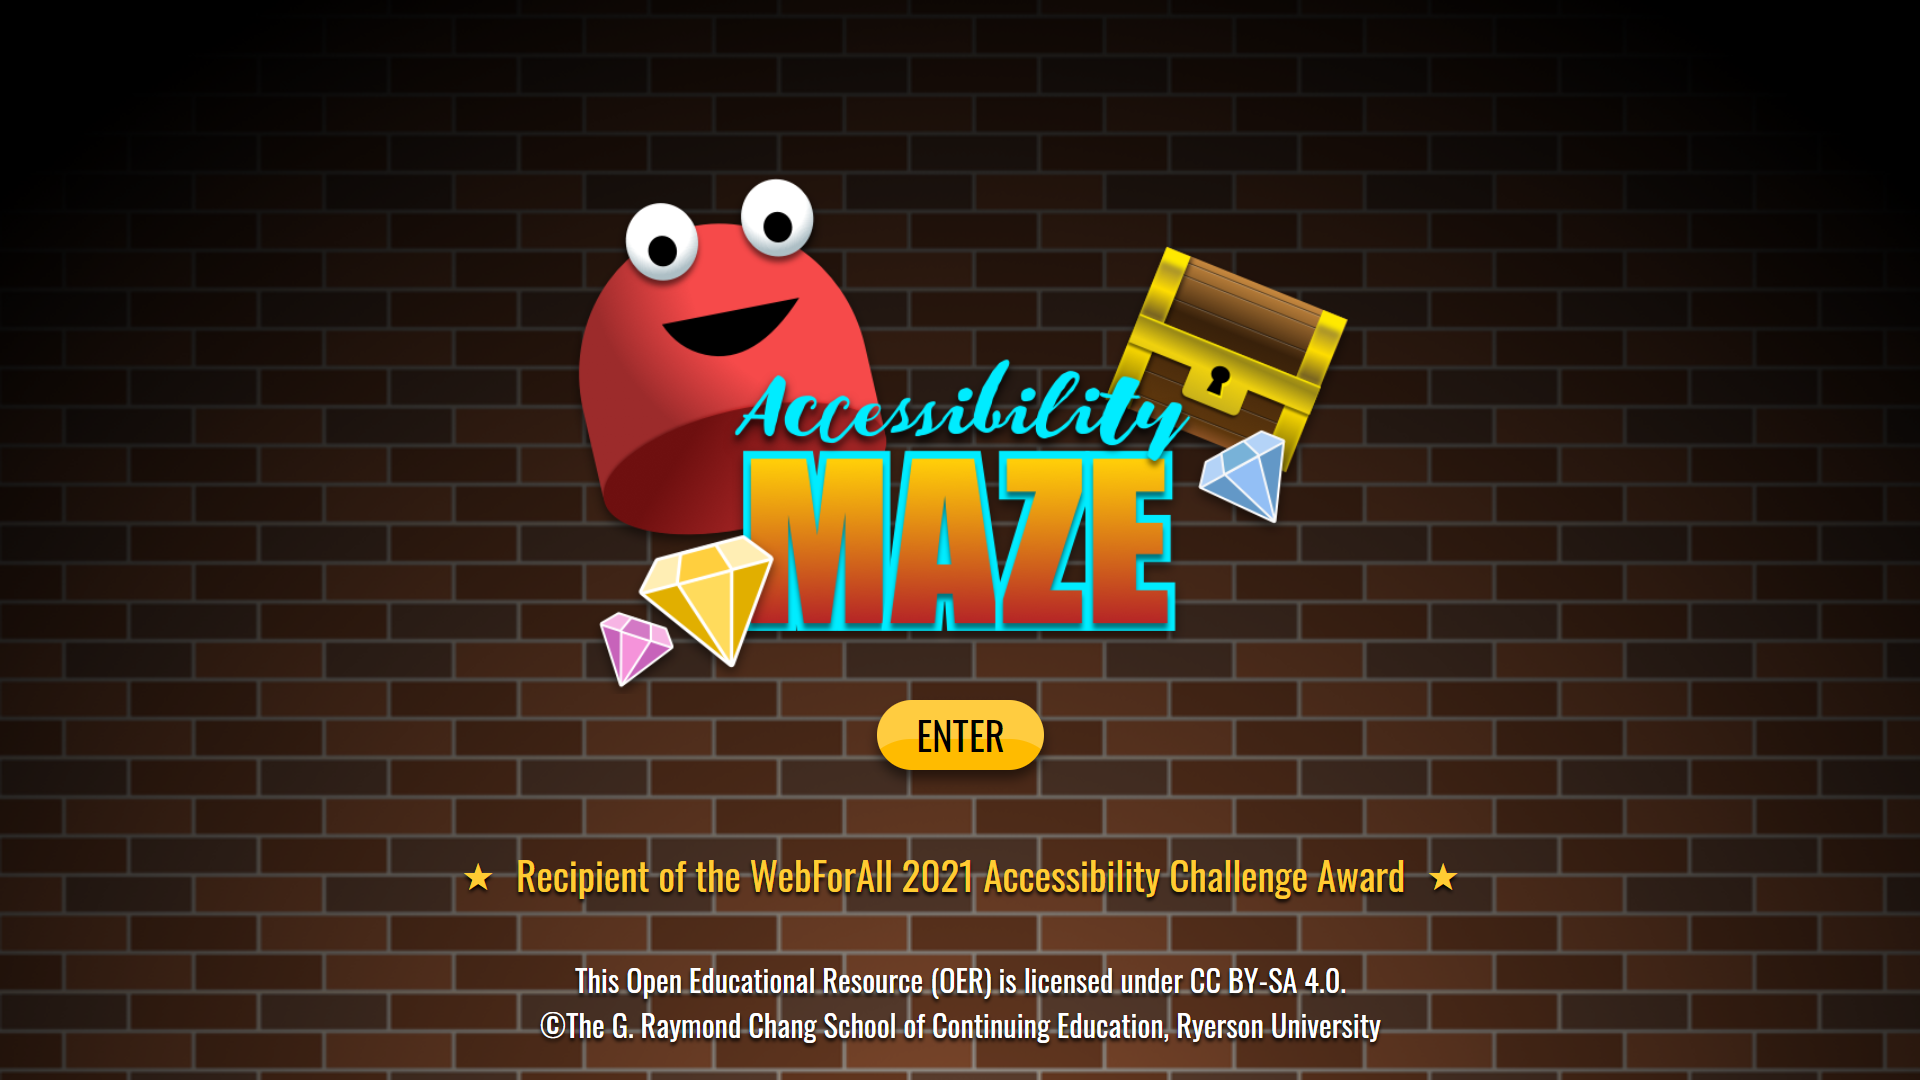 Accessibility
MAZE
ENTER
★ Recipient of the WebForAll 2021 Accessibility Challenge Award ★
This Open Educational Resource (OER) is licensed under CC BY-SA 4.0.
©The G. Raymond Chang School of Continuing Education, Ryerson University